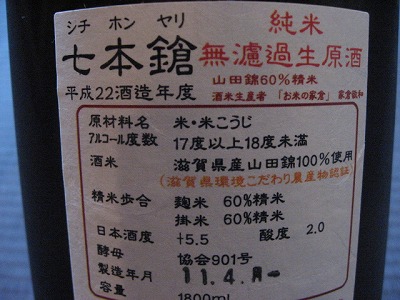 シチ ホン ヤリ
七本鎗
純米
無濾過生原酒
平成22酒造年度
山田錦60%精米
酒米生産者 「お米の家倉」 家倉敬和
原材料名 米・米こうじ
アルコール度数 17度以上18度未満
酒米 滋賀県産山田錦100%使用
(滋賀県環境こだわり農産物認証)
精米歩合 麹米 60%精米
掛米 60%精米
日本酒度 +5.5 酸度 2.0
酵母 協会901号
製造年月 11.4.月
容量 1800ml